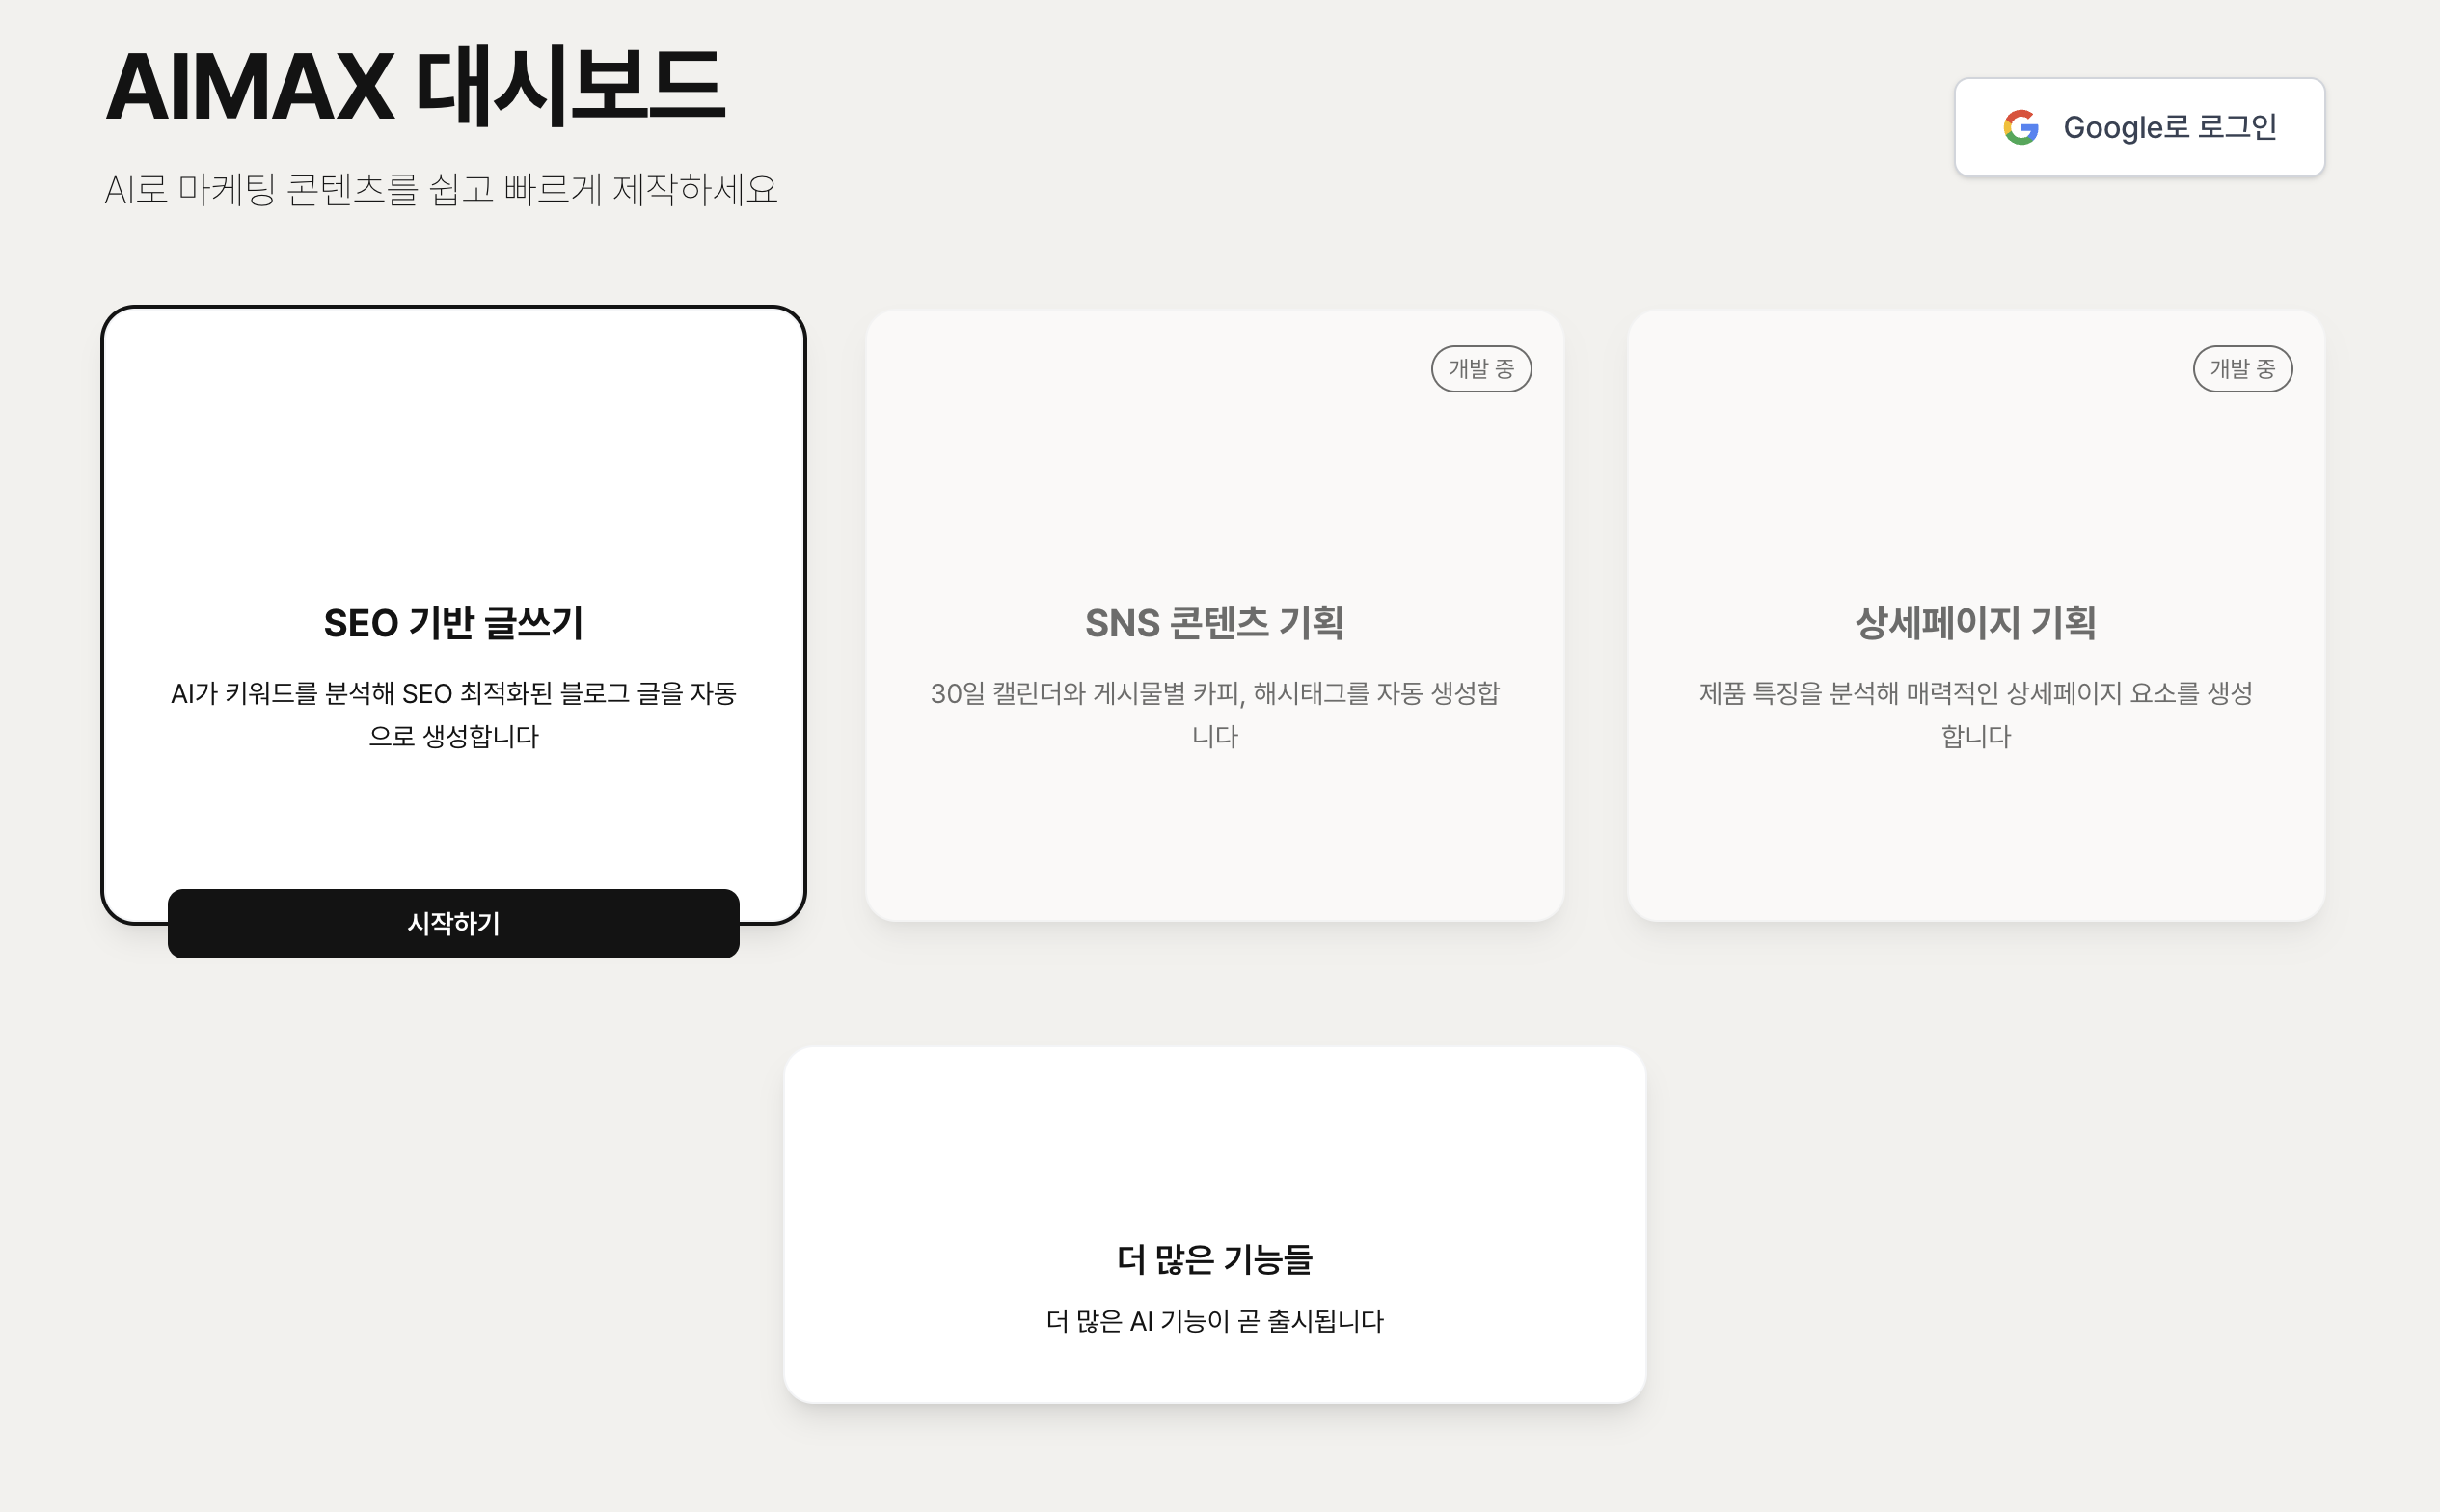 AIMAX 대시보드
AI로 마케팅 콘텐츠를 쉽고 빠르게 제작하세요
Google로 로그인
SEO 기반 글쓰기
AI가 키워드를 분석해 SEO 최적화된 블로그 글을 자동
으로 생성합니다
시작하기
개발 중
SNS 콘텐츠 기획
30일 캘린더와 게시물별 카피, 해시태그를 자동 생성합
니다
개발 중
상세페이지 기획
제품 특징을 분석해 매력적인 상세페이지 요소를 생성
합니다
더 많은 기능들
더 많은 AI 기능이 곧 출시됩니다